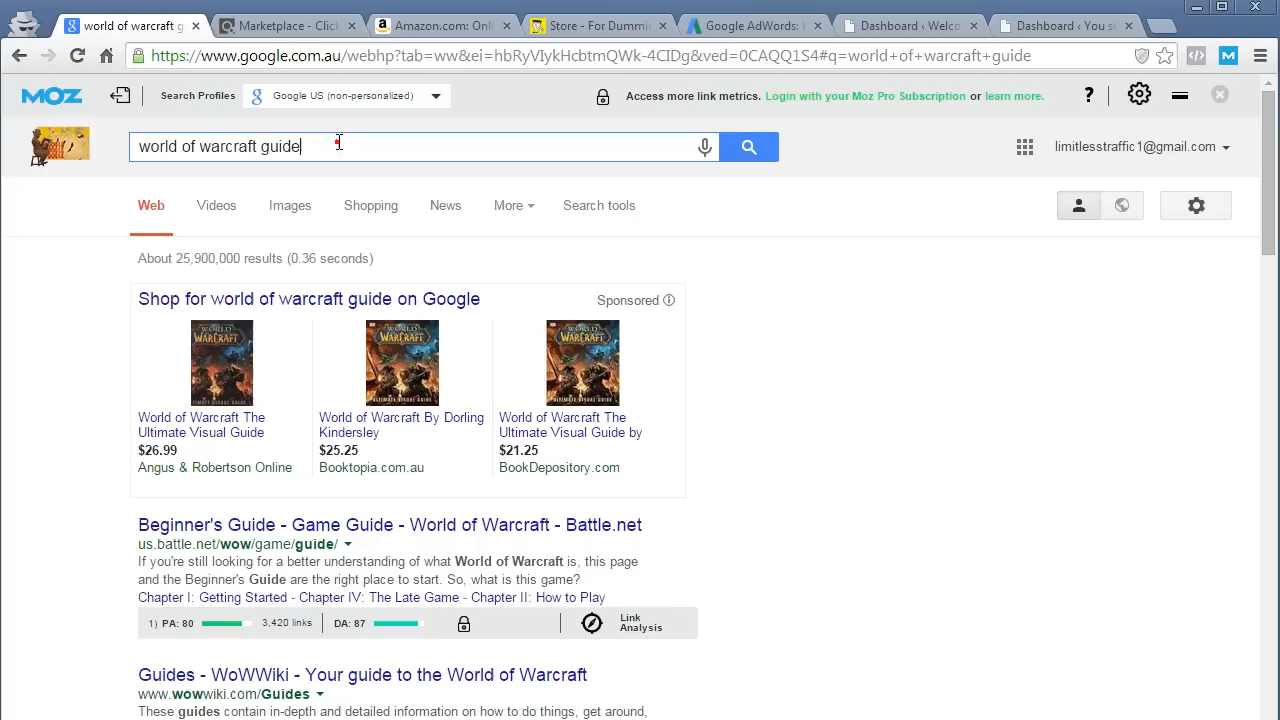 world of warcraft g
Marketplace - Click
Amazon.com: Onli
Store - For Dummie
Google AdWords: k
Dashboard ‹ Welco
Dashboard ‹ You su
https://www.google.com.au/webhp?tab=ww&ei=hbRyVIykHcbtmQWk-4CIDg&ved=0CAQQ1S4#q=world+of+warcraft+guide
MOZ
Search Profiles
Google US (non-personalized)
Access more link metrics. Login with your Moz Pro Subscription or learn more.
?
world of warcraft guide
limitlesstraffic1@gmail.com
Web
Videos
Images
Shopping
News
More
Search tools
About 25,900,000 results (0.36 seconds)
Shop for world of warcraft guide on Google
Sponsored
World of Warcraft The
Ultimate Visual Guide
$26.99
Angus & Robertson Online
World of Warcraft By Dorling
Kindersley
$25.25
Booktopia.com.au
World of Warcraft The
Ultimate Visual Guide by
$21.25
BookDepository.com
Beginner's Guide - Game Guide - World of Warcraft - Battle.net
us.battle.net/wow/game/guide/
If you're still looking for a better understanding of what World of Warcraft is, this page
and the Beginner's Guide are the right place to start. So, what is this game?
Chapter I: Getting Started - Chapter IV: The Late Game - Chapter II: How to Play
1) PA: 80
3,420 links
DA: 87
Link
Analysis
Guides - WoWWiki - Your guide to the World of Warcraft
www.wowwiki.com/Guides
These guides contain in-depth and detailed information on how to do things, get around,